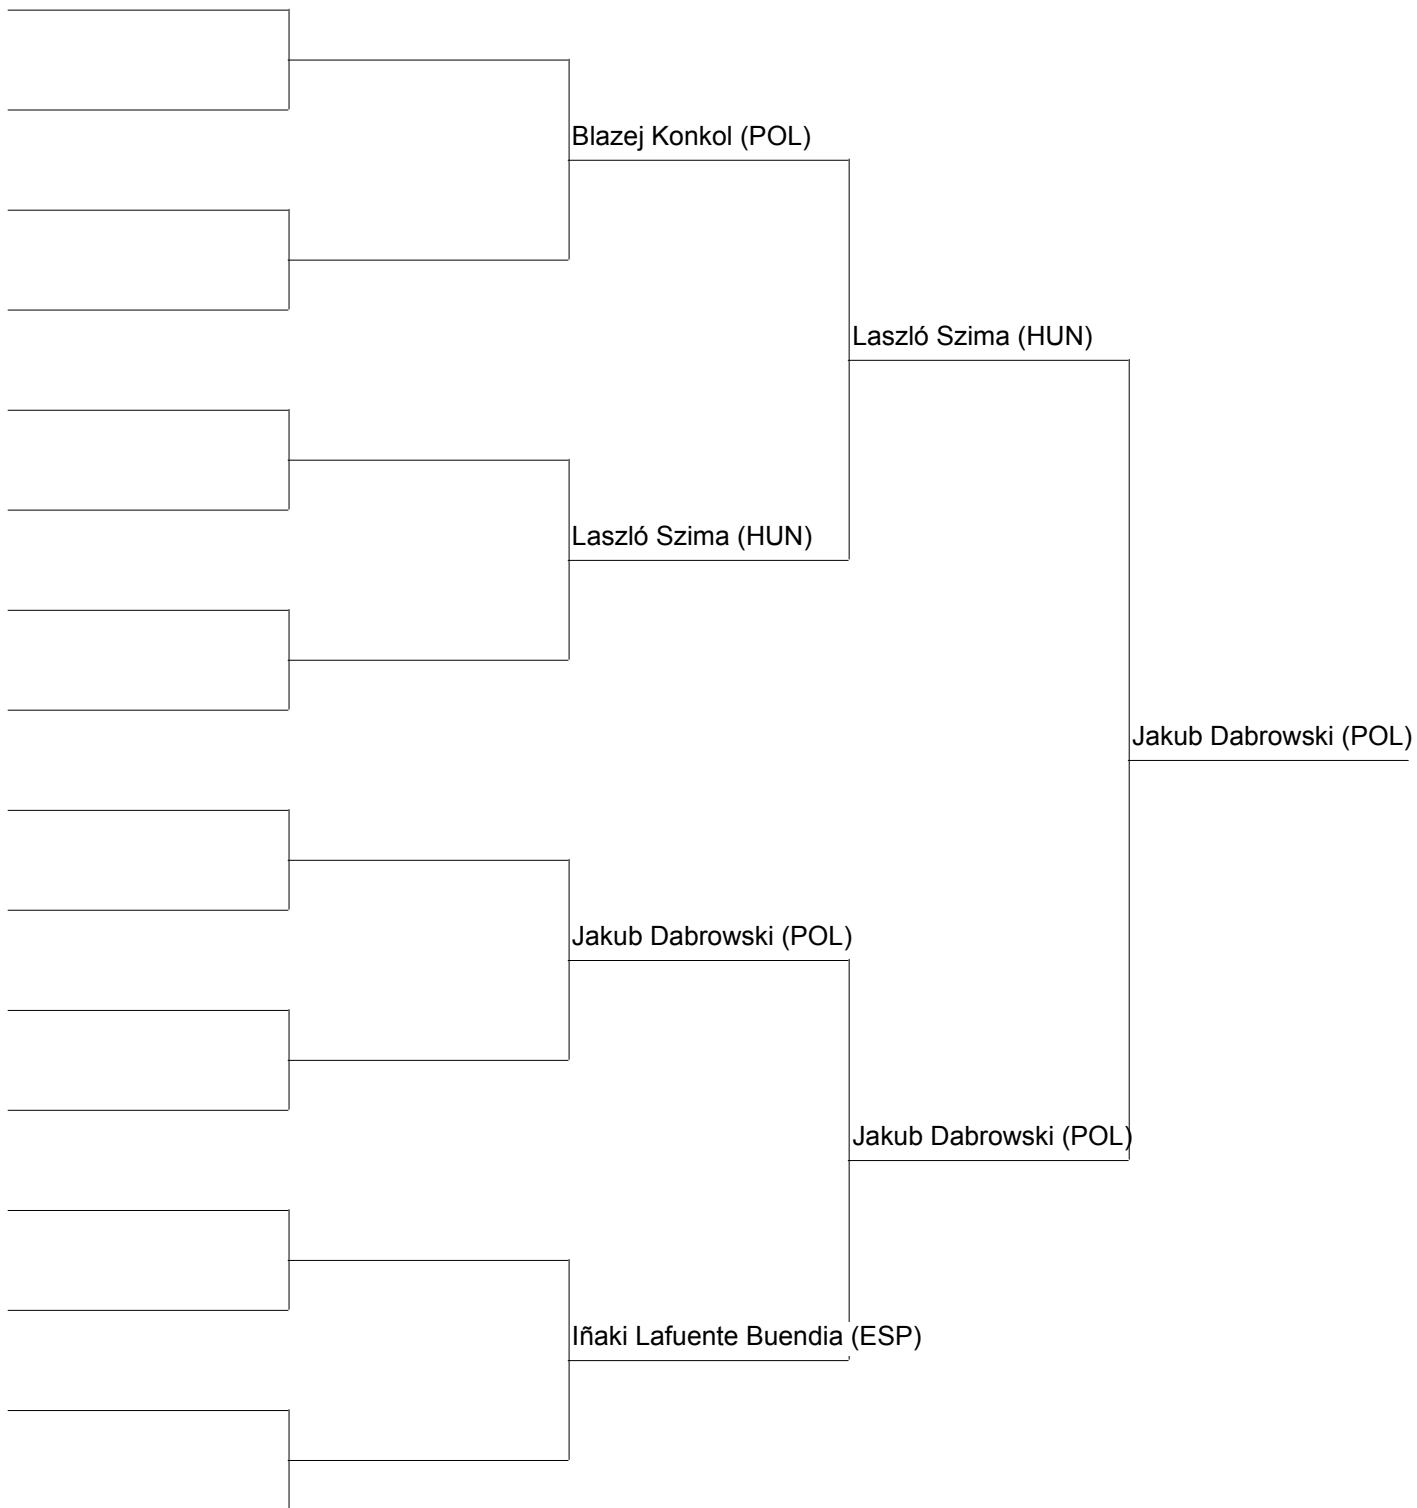 Blazej Konkol (POL)
Laszló Szima (HUN)
Laszló Szima (HUN)
Jakub Dabrowski (POL)
Jakub Dabrowski (POL)
Jakub Dabrowski (POL)
Iñaki Lafuente Buendia (ESP)